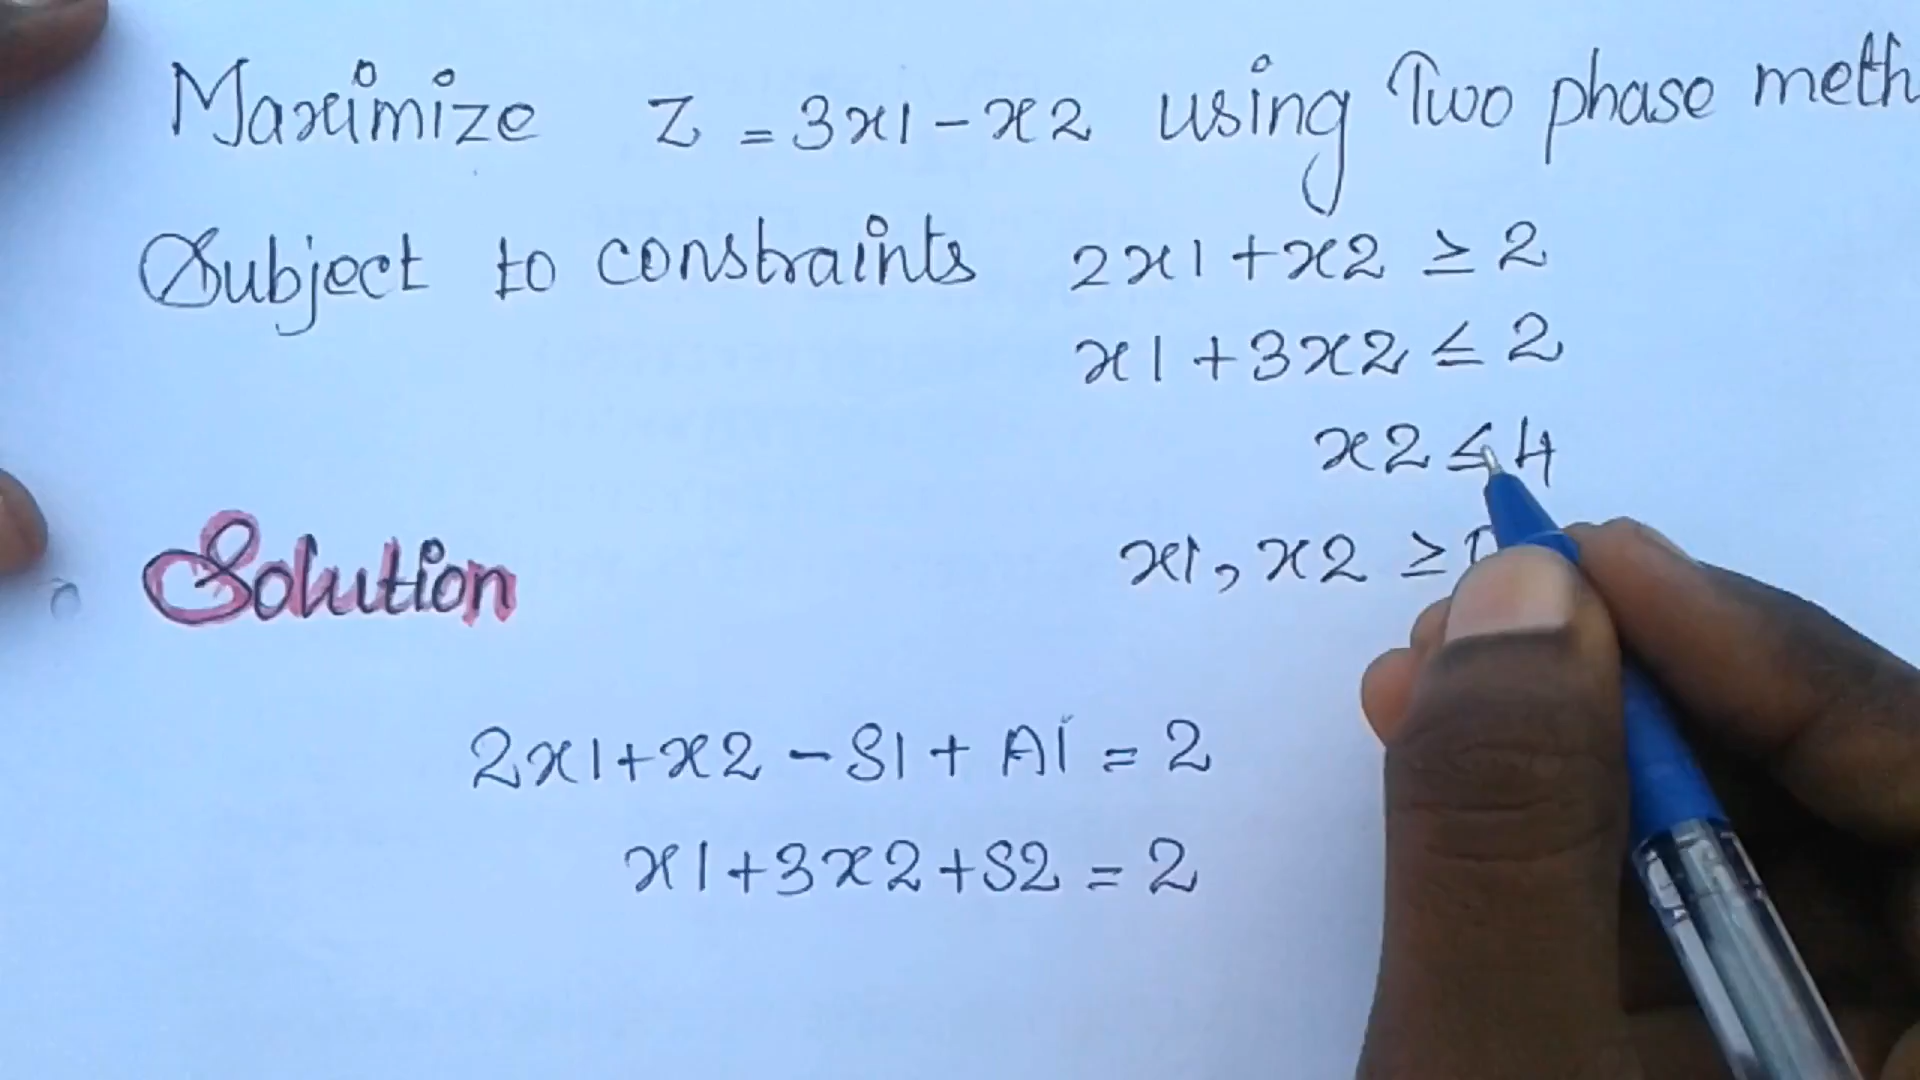 Maximize Z = 3x1 - x2 using Two phase meth
Subject to constraints 2x1 + x2 ≥ 2
x1 + 3x2 ≤ 2
x2 ≤ 4
x1, x2 ≥
Solution
2x1 + x2 - S1 + A1 = 2
x1 + 3x2 + S2 = 2